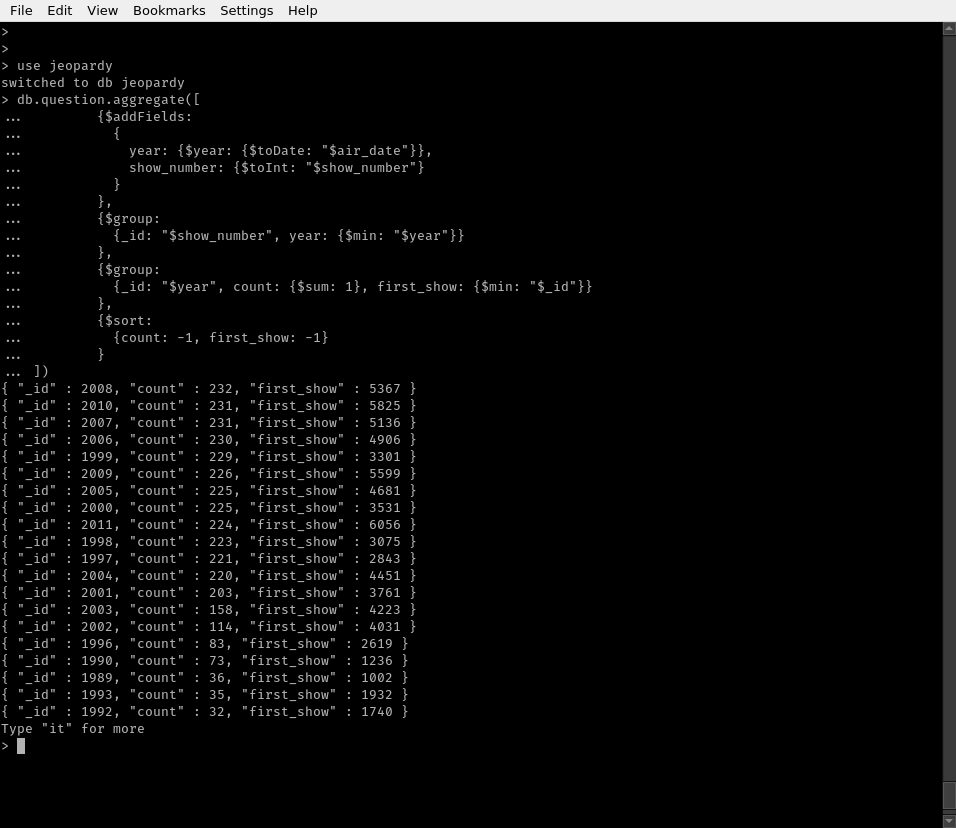 File Edit View Bookmarks Settings Help
>
>
> use jeopardy
switched to db jeopardy
> db.question.aggregate([
...          {$addFields:
...            {
...              year: {$year: {$toDate: "$air_date"}},
...              show_number: {$toInt: "$show_number"}
...            }
...          },
...          {$group:
...            {_id: "$show_number", year: {$min: "$year"}}
...          },
...          {$group:
...            {_id: "$year", count: {$sum: 1}, first_show: {$min: "$_id"}}
...          },
...          {$sort:
...            {count: -1, first_show: -1}
...          }
... ])
{ "_id" : 2008, "count" : 232, "first_show" : 5367 }
{ "_id" : 2010, "count" : 231, "first_show" : 5825 }
{ "_id" : 2007, "count" : 231, "first_show" : 5136 }
{ "_id" : 2006, "count" : 230, "first_show" : 4906 }
{ "_id" : 1999, "count" : 229, "first_show" : 3301 }
{ "_id" : 2009, "count" : 226, "first_show" : 5599 }
{ "_id" : 2005, "count" : 225, "first_show" : 4681 }
{ "_id" : 2000, "count" : 225, "first_show" : 3531 }
{ "_id" : 2011, "count" : 224, "first_show" : 6056 }
{ "_id" : 1998, "count" : 223, "first_show" : 3075 }
{ "_id" : 1997, "count" : 221, "first_show" : 2843 }
{ "_id" : 2004, "count" : 220, "first_show" : 4451 }
{ "_id" : 2001, "count" : 203, "first_show" : 3761 }
{ "_id" : 2003, "count" : 158, "first_show" : 4223 }
{ "_id" : 2002, "count" : 114, "first_show" : 4031 }
{ "_id" : 1996, "count" : 83, "first_show" : 2619 }
{ "_id" : 1990, "count" : 73, "first_show" : 1236 }
{ "_id" : 1989, "count" : 36, "first_show" : 1002 }
{ "_id" : 1993, "count" : 35, "first_show" : 1932 }
{ "_id" : 1992, "count" : 32, "first_show" : 1740 }
Type "it" for more
>